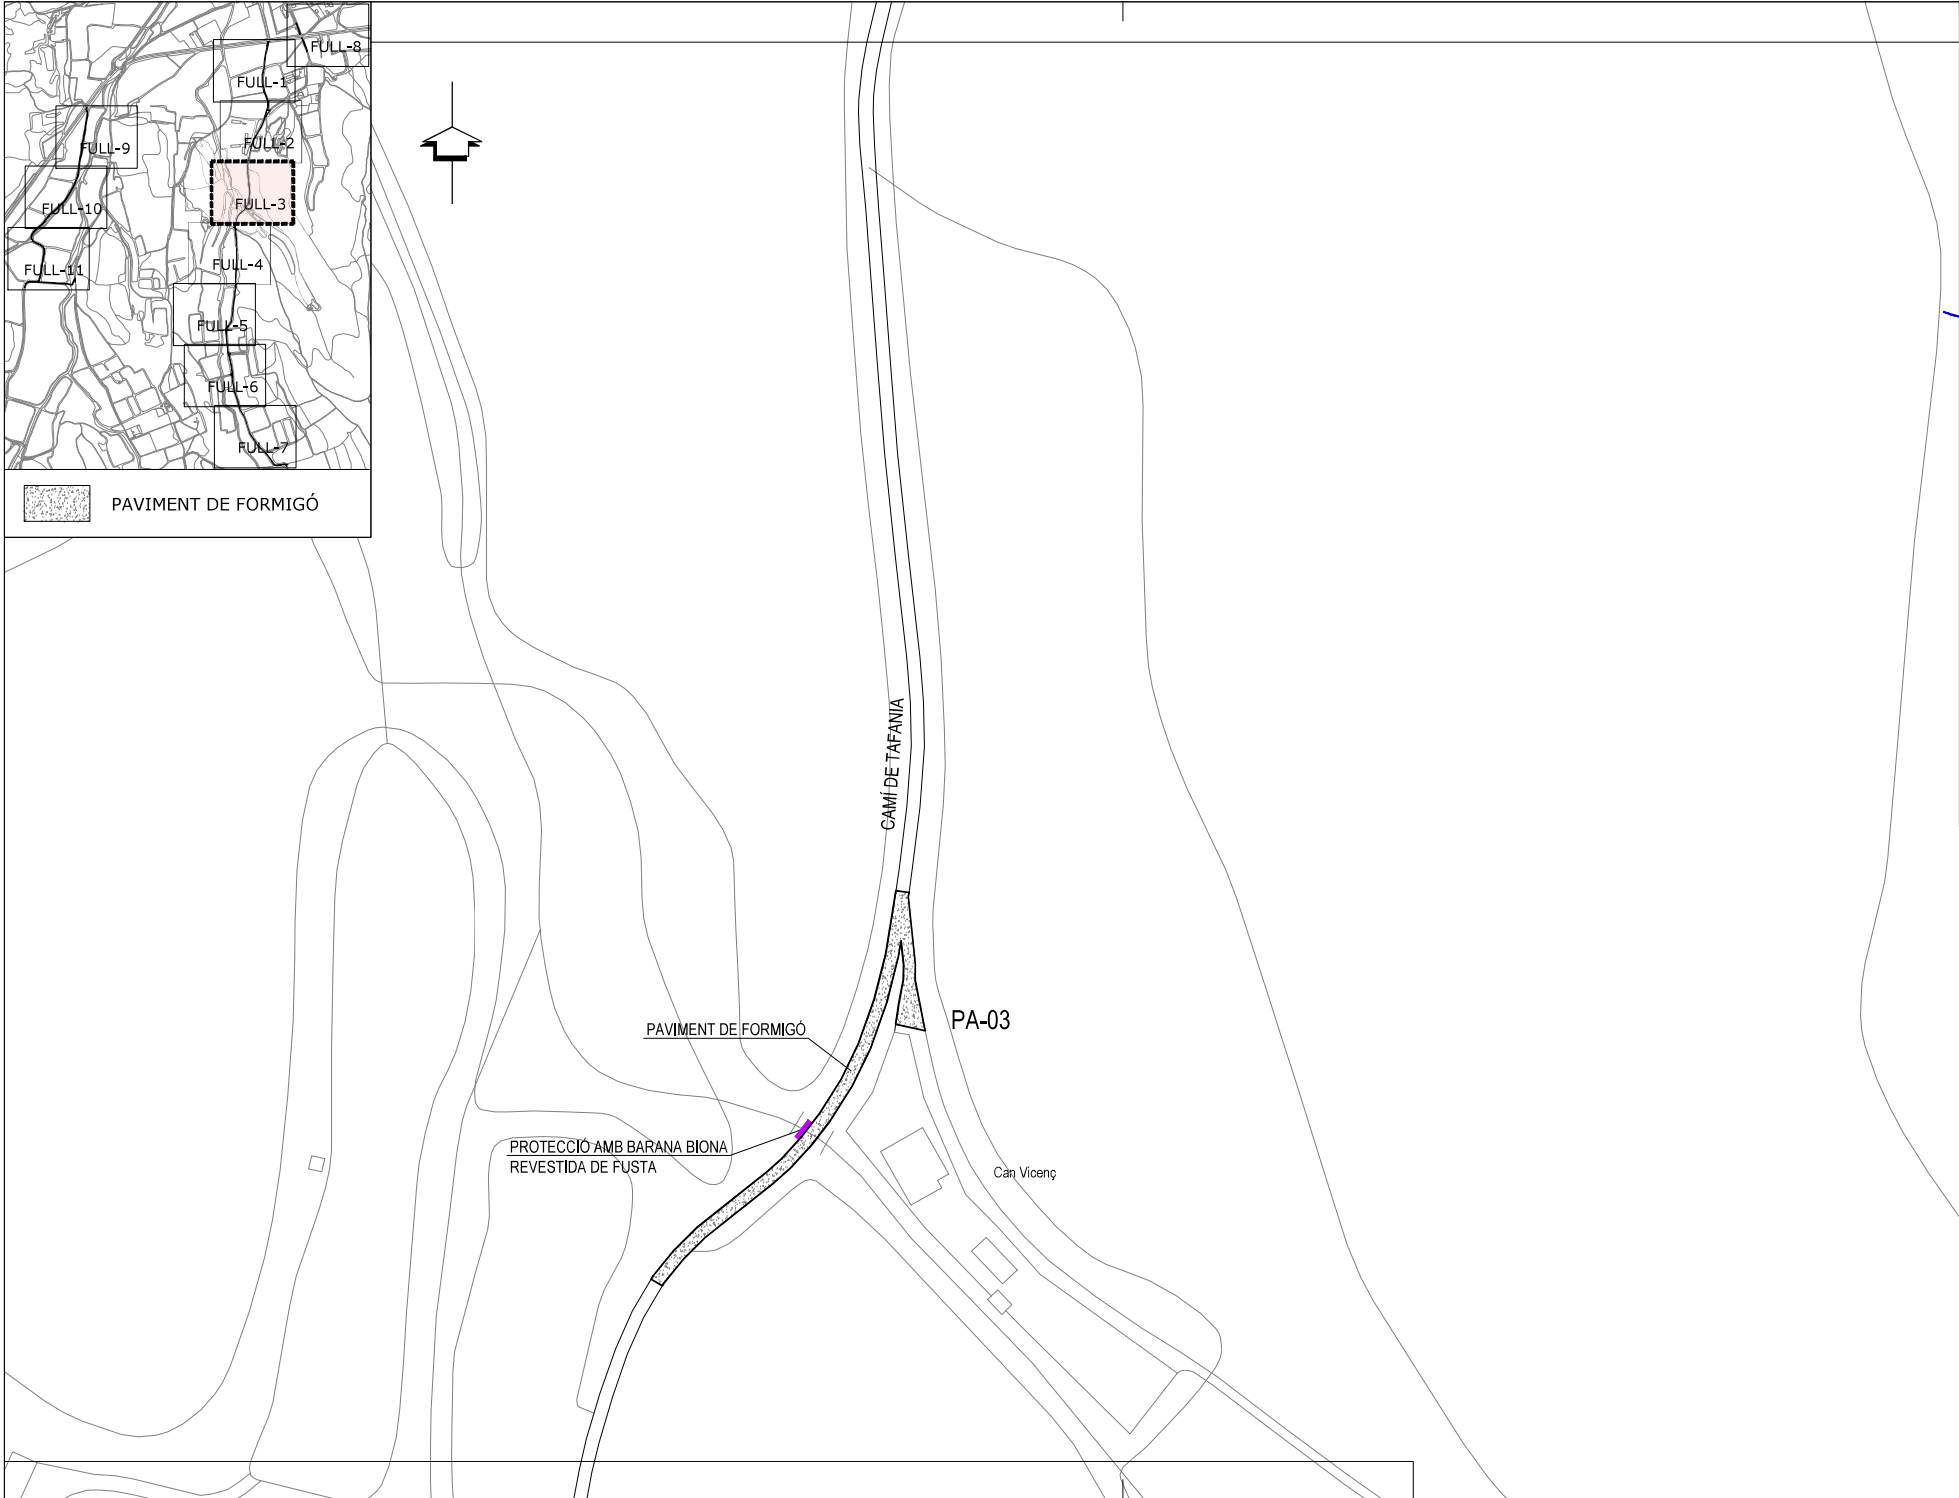 FULL-8
FULL-1
FULL-2
FULL-9
FULL-3
FULL-10
FULL-4
FULL-11
FULL-5
FULL-6
FULL-7
PAVIMENT DE FORMIGÓ
CAMÍ DE TAFANIA
PA-03
PAVIMENT DE FORMIGÓ
PROTECCIÓ AMB BARANA BIONA
REVESTIDA DE FUSTA
Can Vicenç